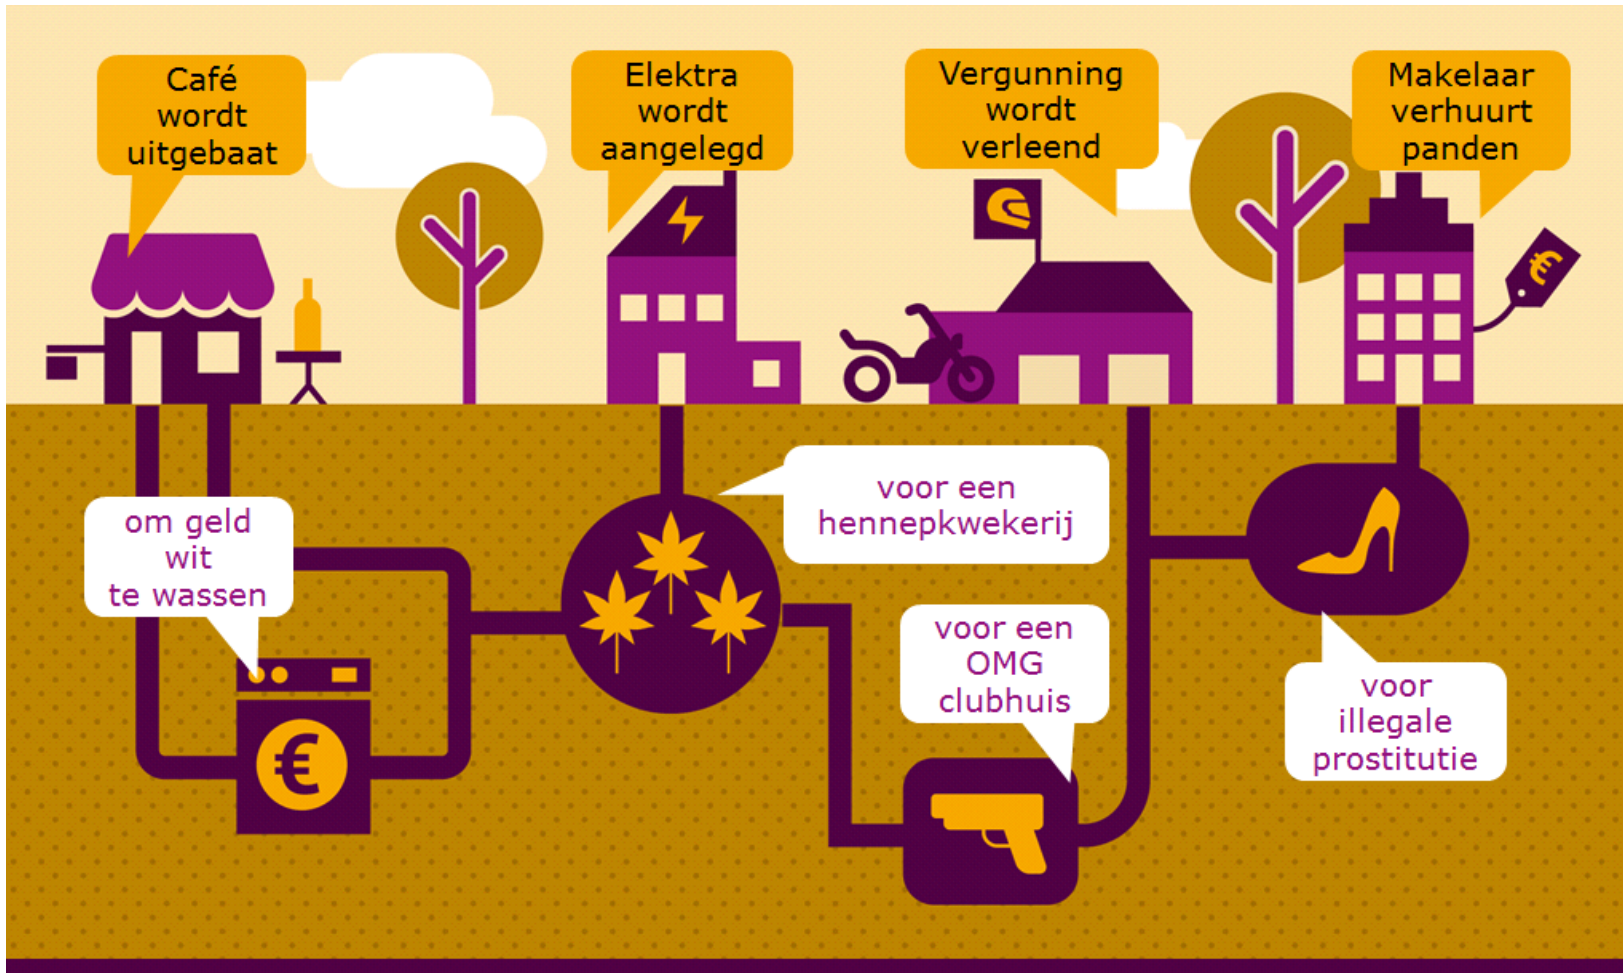 Café
wordt
uitgebaat
Elektra
wordt
aangelegd
Vergunning
wordt
verleend
Makelaar
verhuurt
panden
€
voor een
hennepkwekerij
om geld
wit
te wassen
voor een
OMG
clubhuis
voor
illegale
prostitutie
€